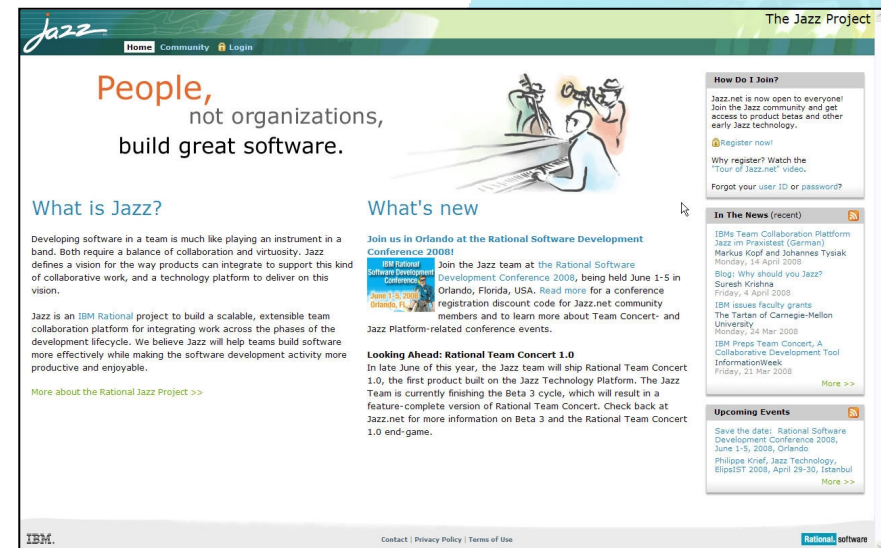 jazz
The Jazz Project
Home Community Login
People,
not organizations,
build great software.
What is Jazz?
Developing software in a team is much like playing an instrument in a
band. Both require a balance of collaboration and virtuosity. Jazz
defines a vision for the way products can integrate to support this kind
of collaborative work, and a technology platform to deliver on this
vision.
Jazz is an IBM Rational project to build a scalable, extensible team
collaboration platform for integrating work across the phases of the
development lifecycle. We believe Jazz will help teams build software
more effectively while making the software development activity more
productive and enjoyable.
More about the Rational Jazz Project >>
What's new
Join us in Orlando at the Rational Software Development
Conference 2008!
IBM Rational
Software Development
Conference
June 1-5, 2008
Orlando, FL
Join the Jazz team at the Rational Software
Development Conference 2008, being held June 1-5 in
Orlando, Florida, USA. Read more for a conference
registration discount code for Jazz.net community
members and to learn more about Team Concert- and
Jazz Platform-related conference events.
Looking Ahead: Rational Team Concert 1.0
In late June of this year, the Jazz team will ship Rational Team Concert
1.0, the first product built on the Jazz Technology Platform. The Jazz
Team is currently finishing the Beta 3 cycle, which will result in a
feature-complete version of Rational Team Concert. Check back at
Jazz.net for more information on Beta 3 and the Rational Team Concert
1.0 end-game.
How Do I Join?
Jazz.net is now open to everyone!
Join the Jazz community and get
access to product betas and other
early Jazz technology.
Register now!
Why register? Watch the
"Tour of Jazz.net" video.
Forgot your user ID or password?
In The News (recent)
IBMs Team Collaboration Plattform
Jazz im Praxistest (German)
Markus Kopf and Johannes Tysiak
Monday, 14 April 2008
Blog: Why should you Jazz?
Suresh Krishna
Friday, 4 April 2008
IBM issues faculty grants
The Tartan of Carnegie-Mellon
University
Monday, 24 Mar 2008
IBM Preps Team Concert, A
Collaborative Development Tool
InformationWeek
Friday, 21 Mar 2008
More >>
Upcoming Events
Save the date: Rational Software
Development Conference 2008,
June 1-5, 2008, Orlando
Philippe Krief, Jazz Technology,
ElipsIST 2008, April 29-30, Istanbul
More >>
IBM.
Contact | Privacy Policy | Terms of Use
Rational. software